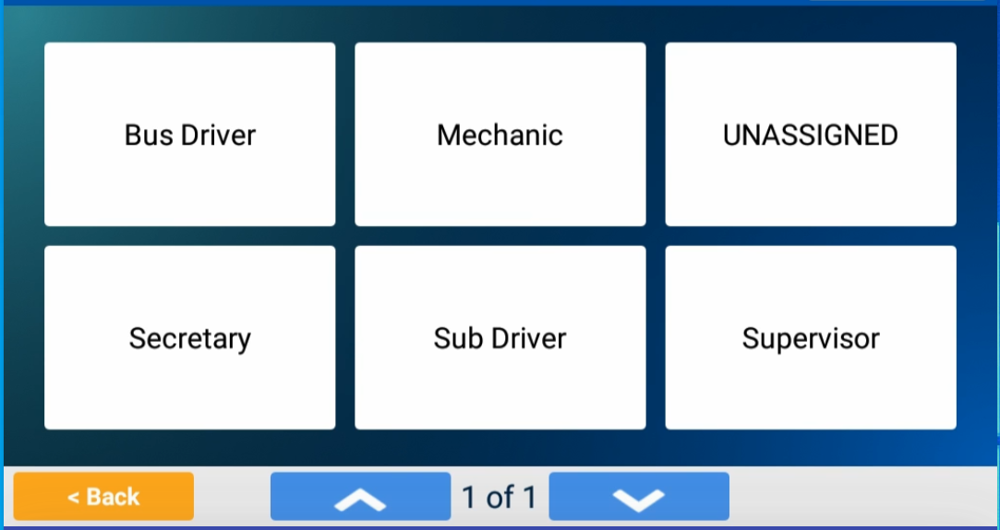 Bus Driver
Mechanic
UNASSIGNED
Secretary
Sub Driver
Supervisor
< Back
1 of 1